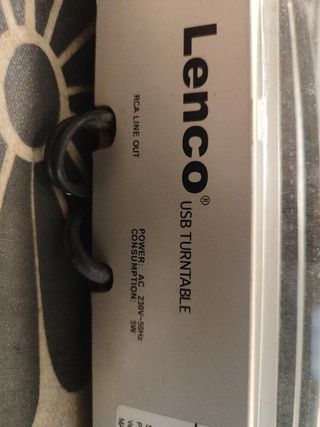 Lenco®
USB TURNTABLE
RCA LINE OUT
POWER: AC 230V~50Hz
CONSUMPTION: 5W